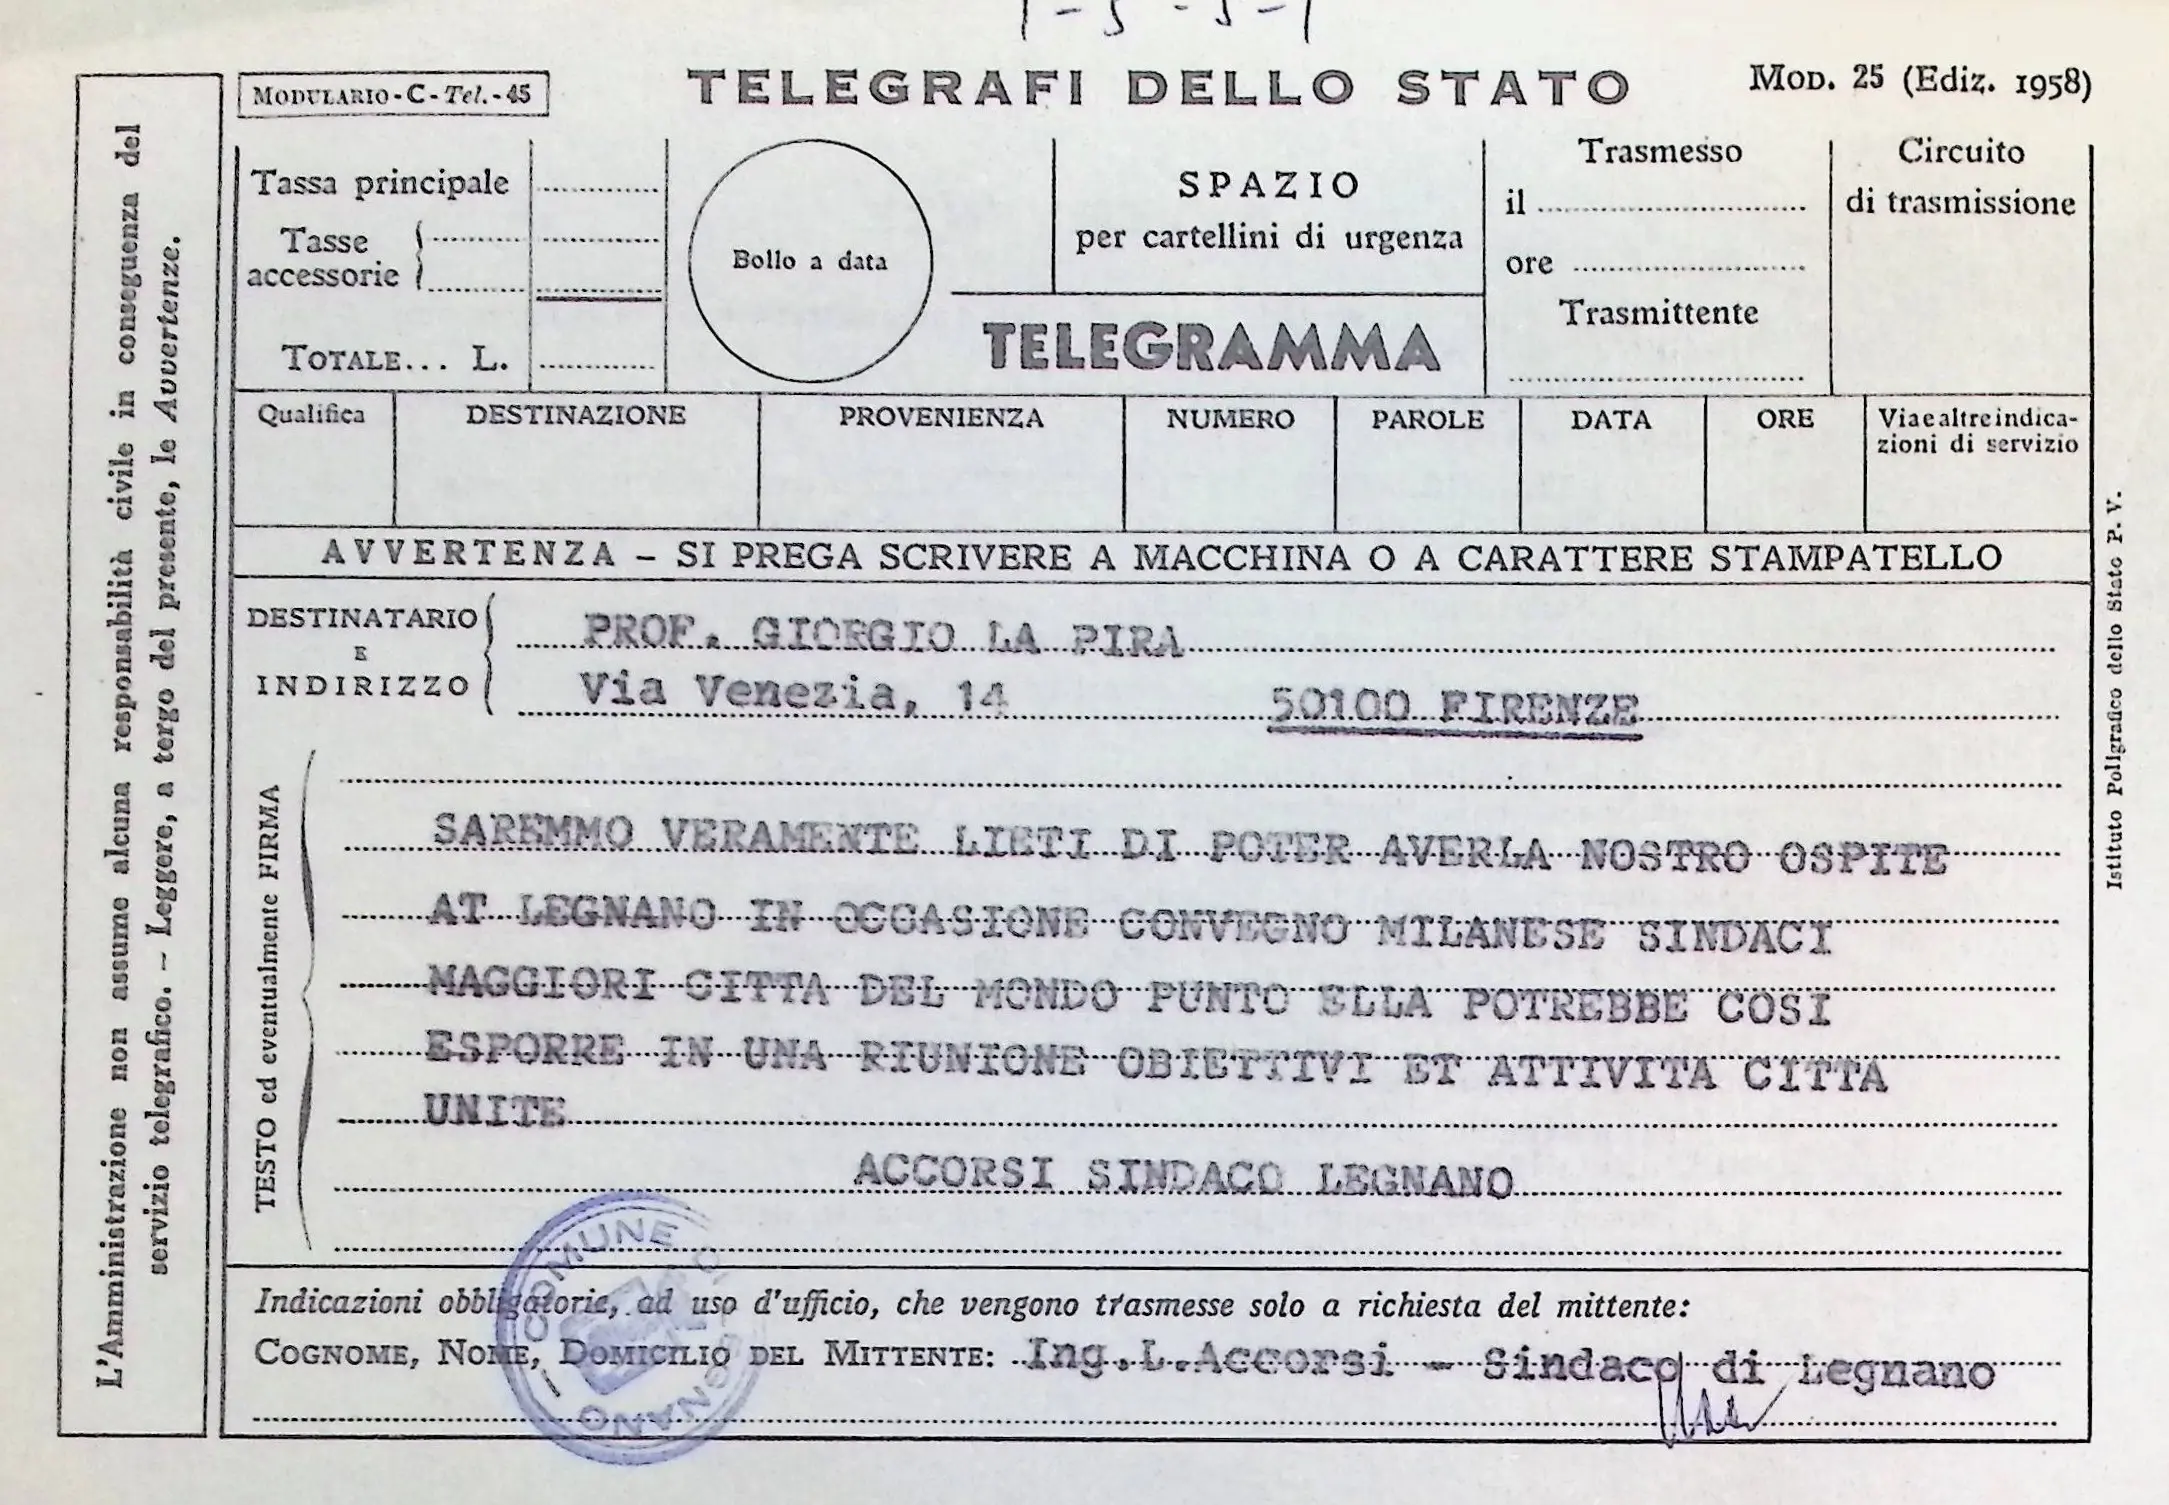 1 - 5 - 5 - 1
MODULARIO - C - Tel. - 45
TELEGRAFI DELLO STATO
MOD. 25 (Ediz. 1958)
Tassa principale
Tasse
accessorie
TOTALE... L.
Bollo a data
SPAZIO
per cartellini di urgenza
TELEGRAMMA
Trasmesso
il
ore
Trasmittente
Circuito
di trasmissione
Qualifica DESTINAZIONE PROVENIENZA NUMERO PAROLE DATA ORE Via e altre indica-
zioni di servizio
AVVERTENZA – SI PREGA SCRIVERE A MACCHINA O A CARATTERE STAMPATELLO
DESTINATARIO
E
INDIRIZZO
PROF. GIORGIO LA PIRA
Via Venezia, 14 50100 FIRENZE
TESTO ed eventualmente FIRMA
SAREMMO VERAMENTE LIETI DI POTER AVERLA NOSTRO OSPITE
AT LEGNANO IN OCCASIONE CONVEGNO MILANESE SINDACI
MAGGIORI CITTA DEL MONDO PUNTO ELLA POTREBBE COSI
ESPORRE IN UNA RIUNIONE OBIETTIVI ET ATTIVITA CITTA
UNITE
ACCORSI SINDACO LEGNANO
Indicazioni obbligatorie, ad uso d'ufficio, che vengono trasmesse solo a richiesta del mittente:
COGNOME, NOME, DOMICILIO DEL MITTENTE: Ing.L.Accorsi - Sindaco di Legnano
COMUNE DI LEGNANO
L'Amministrazione non assume alcuna responsabilità civile in conseguenza del
servizio telegrafico. – Leggere, a tergo del presente, le Avvertenze.
Istituto Poligrafico dello Stato P. V.